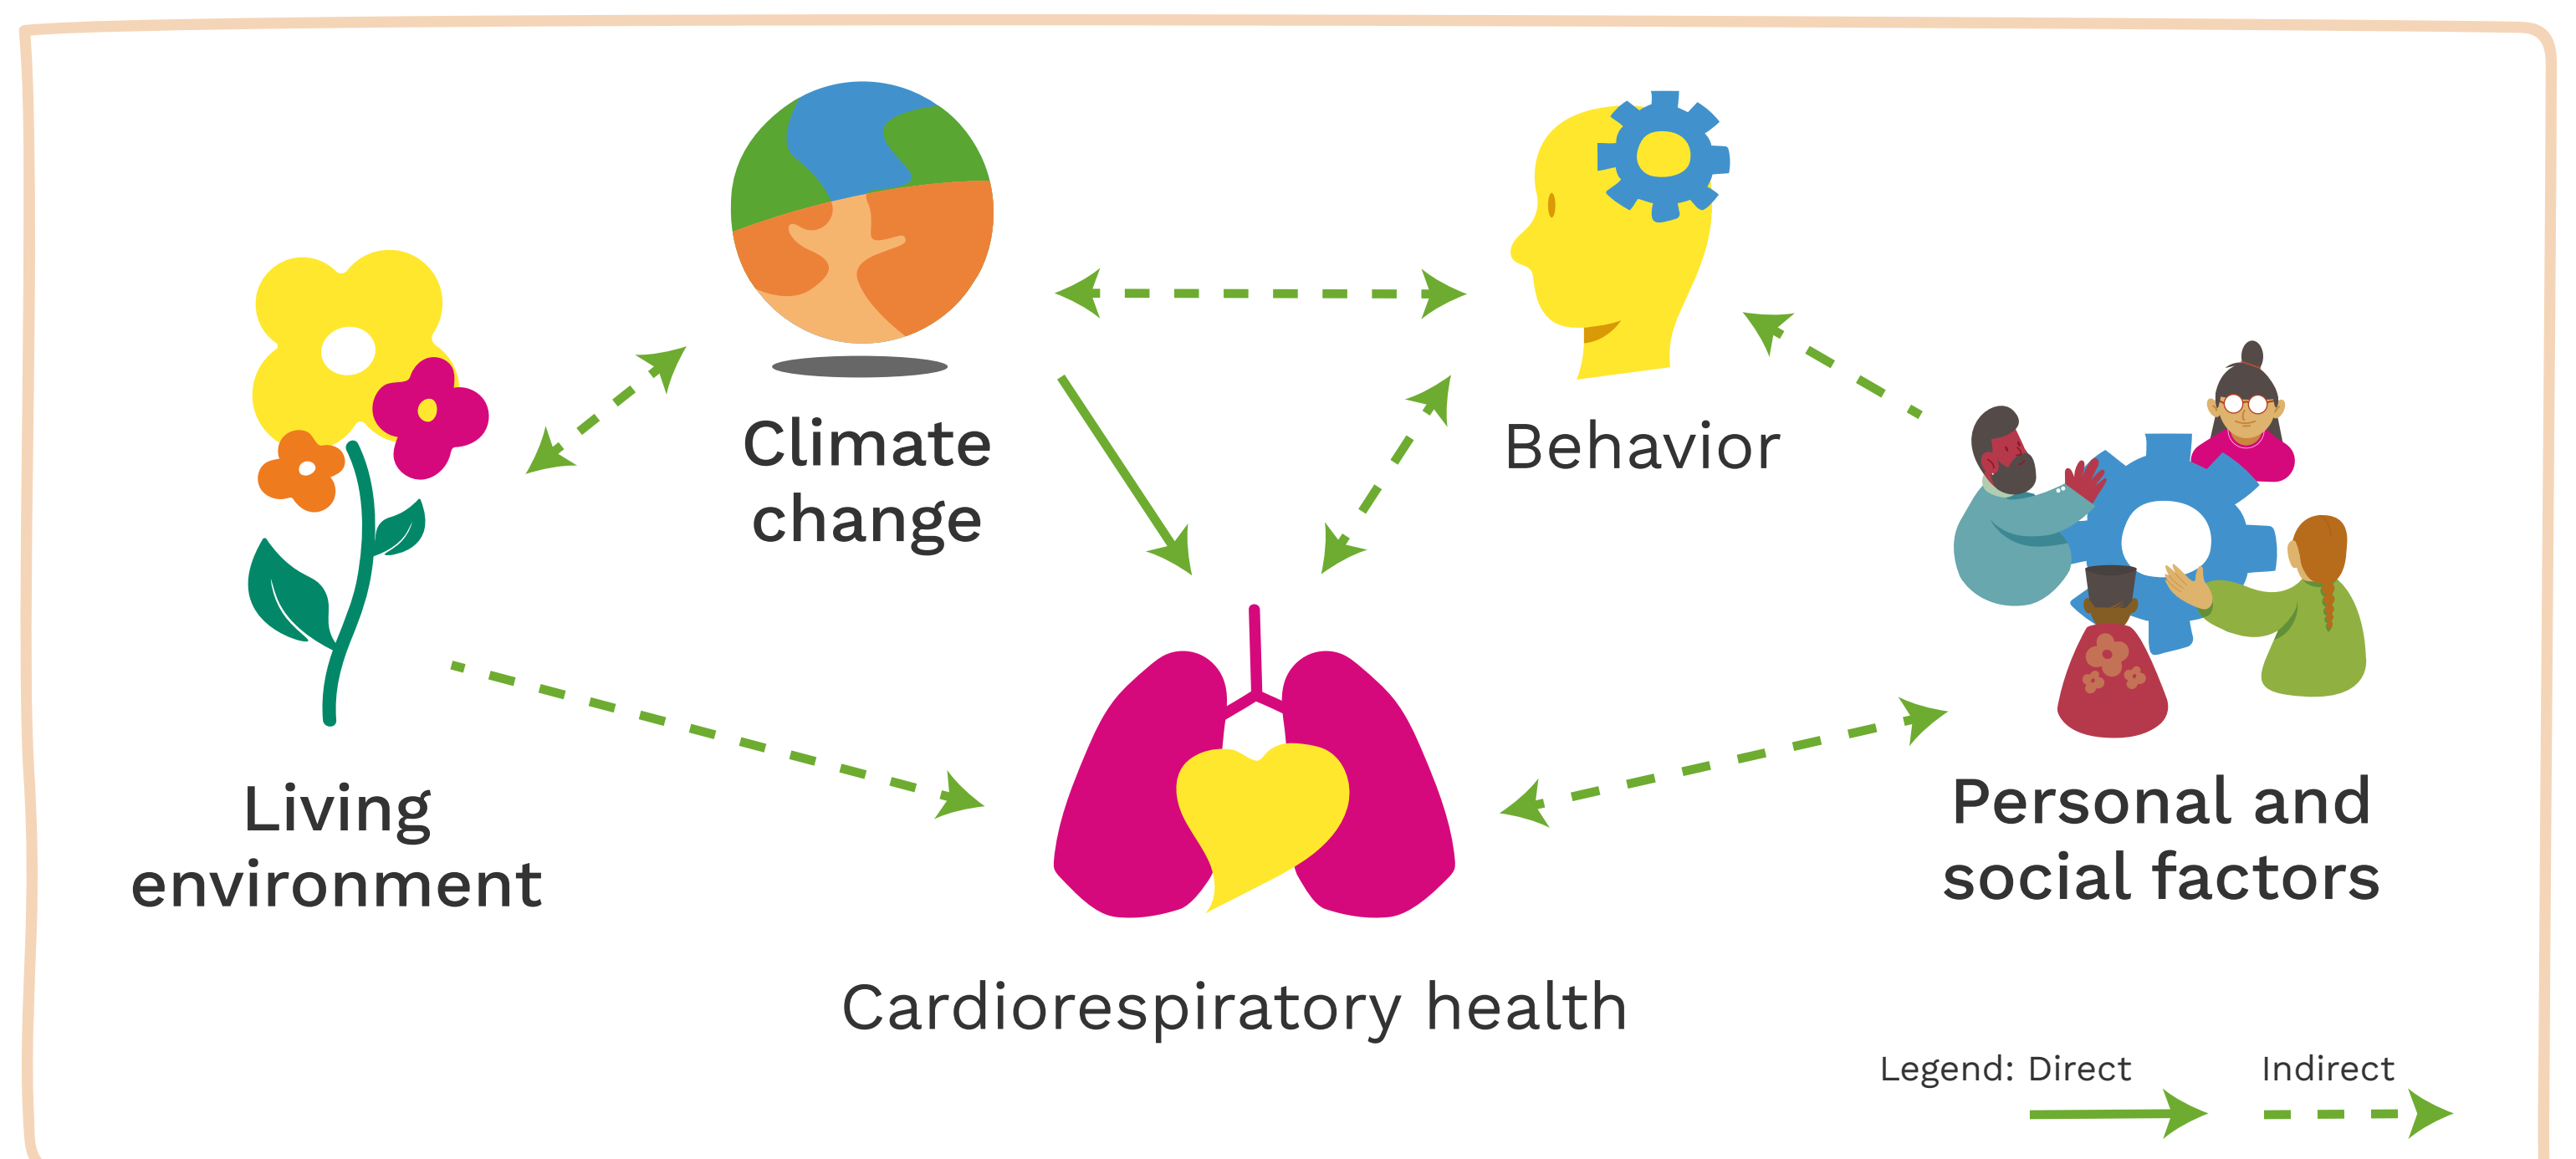 Climate
change
Behavior
Living
environment
Personal and
social factors
Cardiorespiratory health
Legend: Direct Indirect